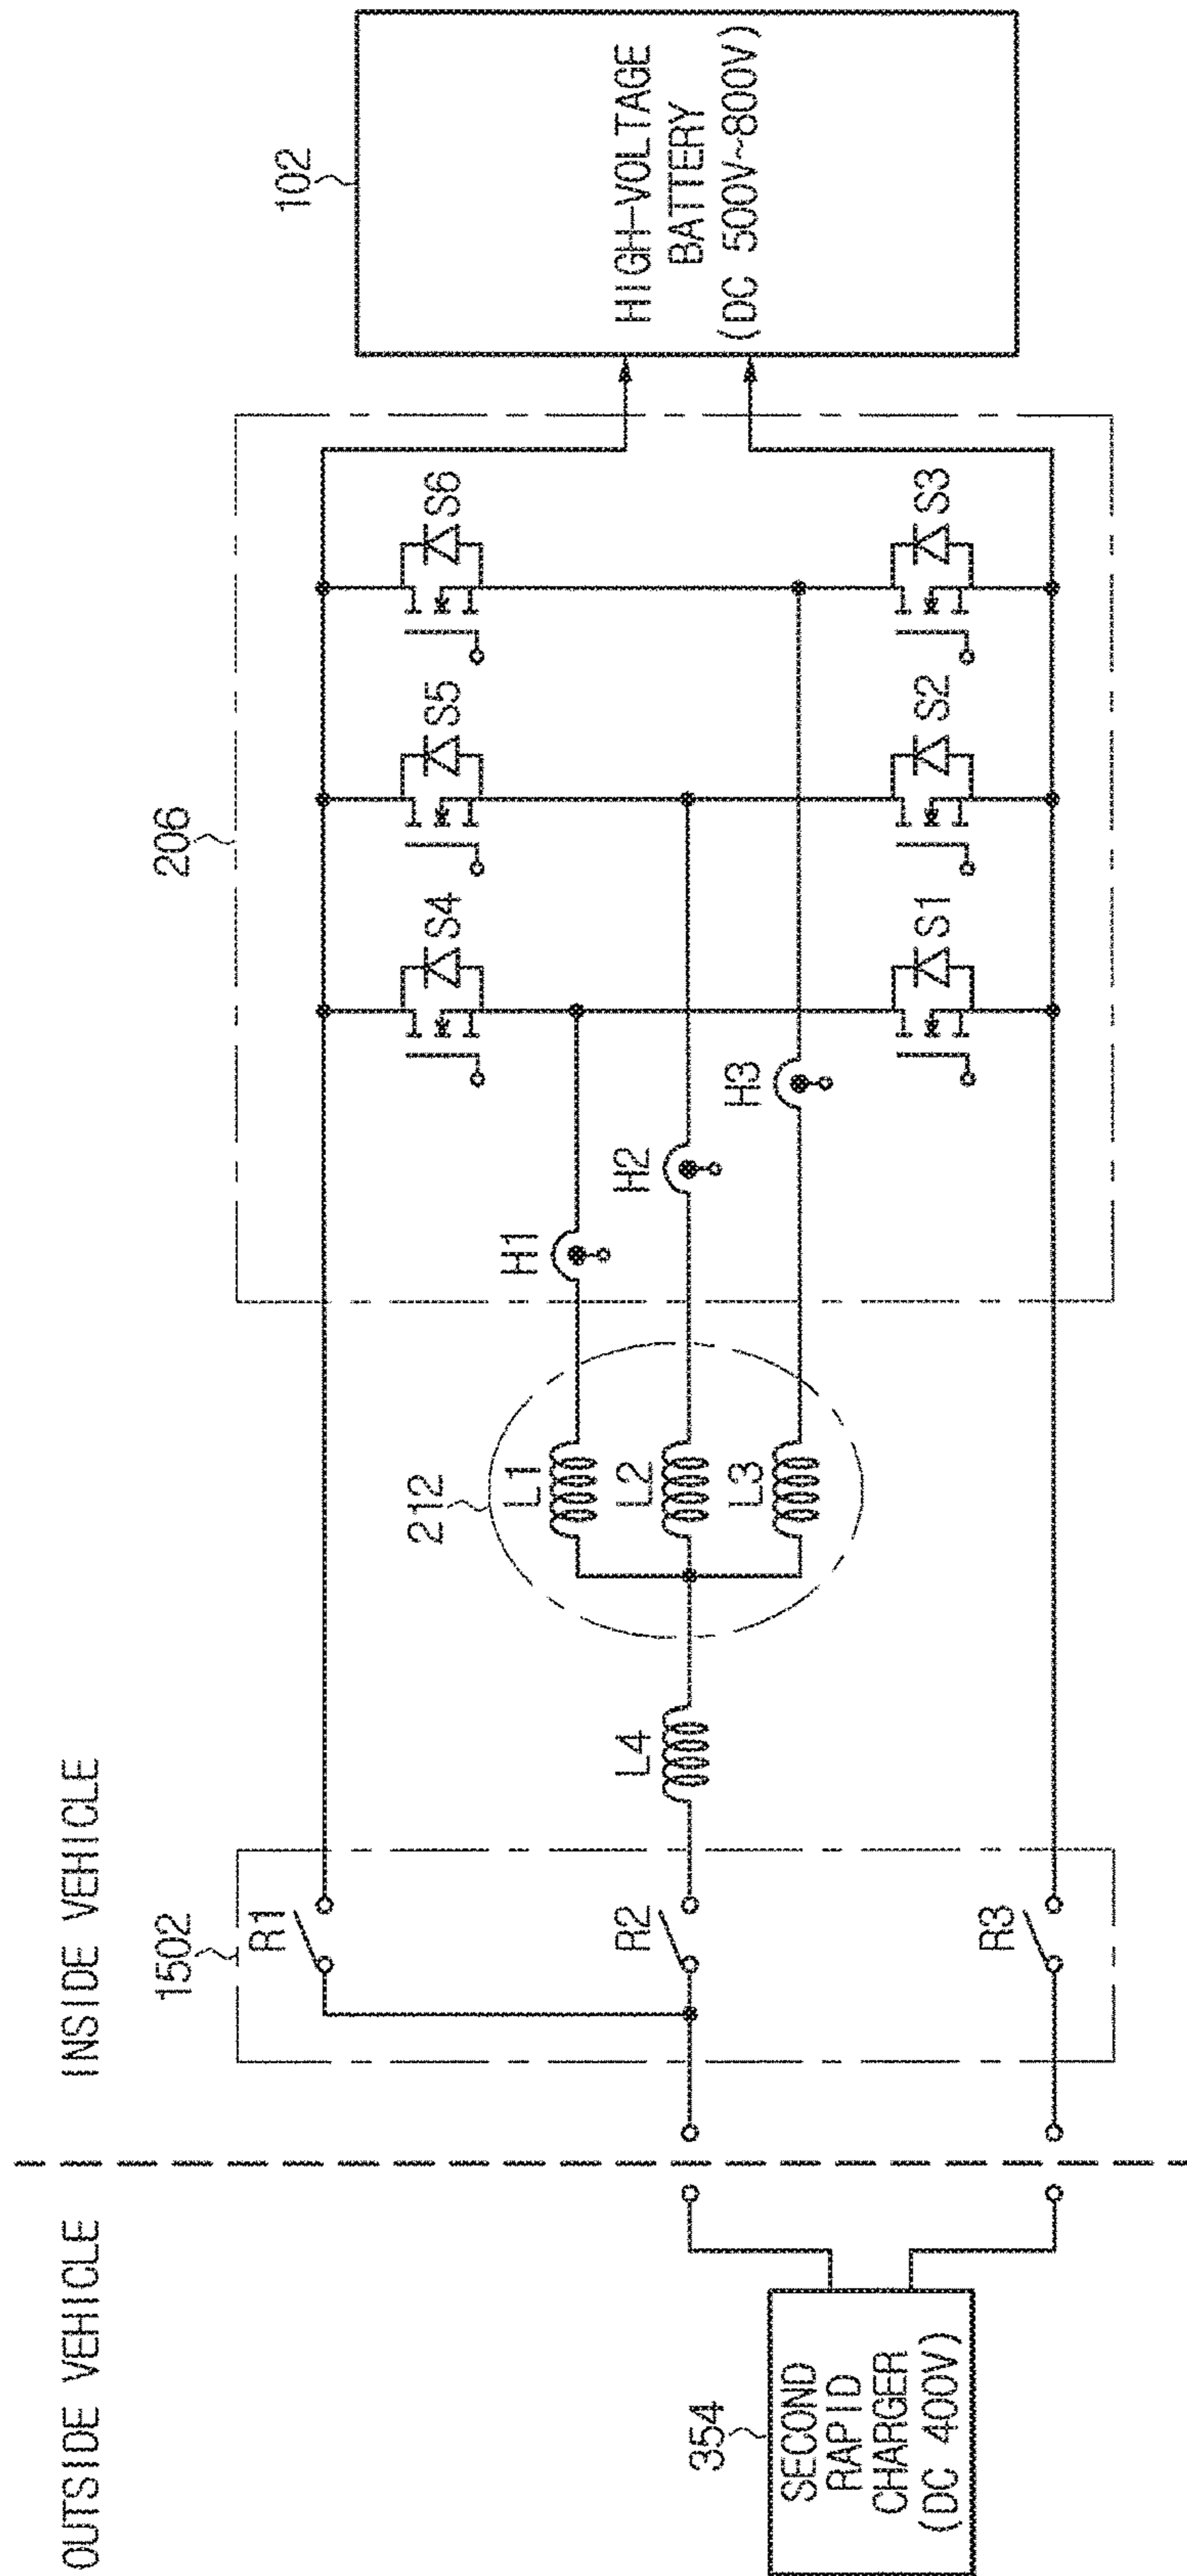 OUTSIDE VEHICLE
INSIDE VEHICLE
354
SECOND
RAPID
CHARGER
(DC 400V)
1502
R1
R2
R3
L4
212
L1
L2
L3
206
H1
H2
H3
S4
S5
S6
S1
S2
S3
102
HIGH-VOLTAGE
BATTERY
(DC 500V~800V)